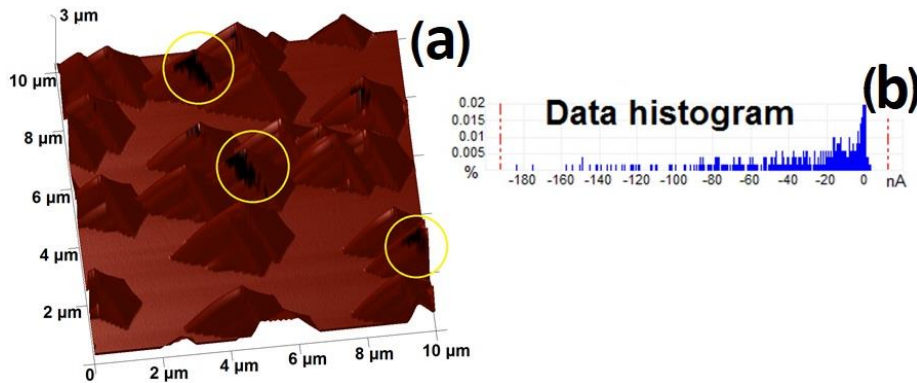 3 µm
(a)
10 µm
8 µm
6 µm
4 µm
2 µm
0
2 µm
4 µm
6 µm
8 µm
10 µm
(b)
Data histogram
0.02
0.015
0.01
0.005
%
-180 -160 -140 -120 -100 -80 -60 -40 -20 0 nA